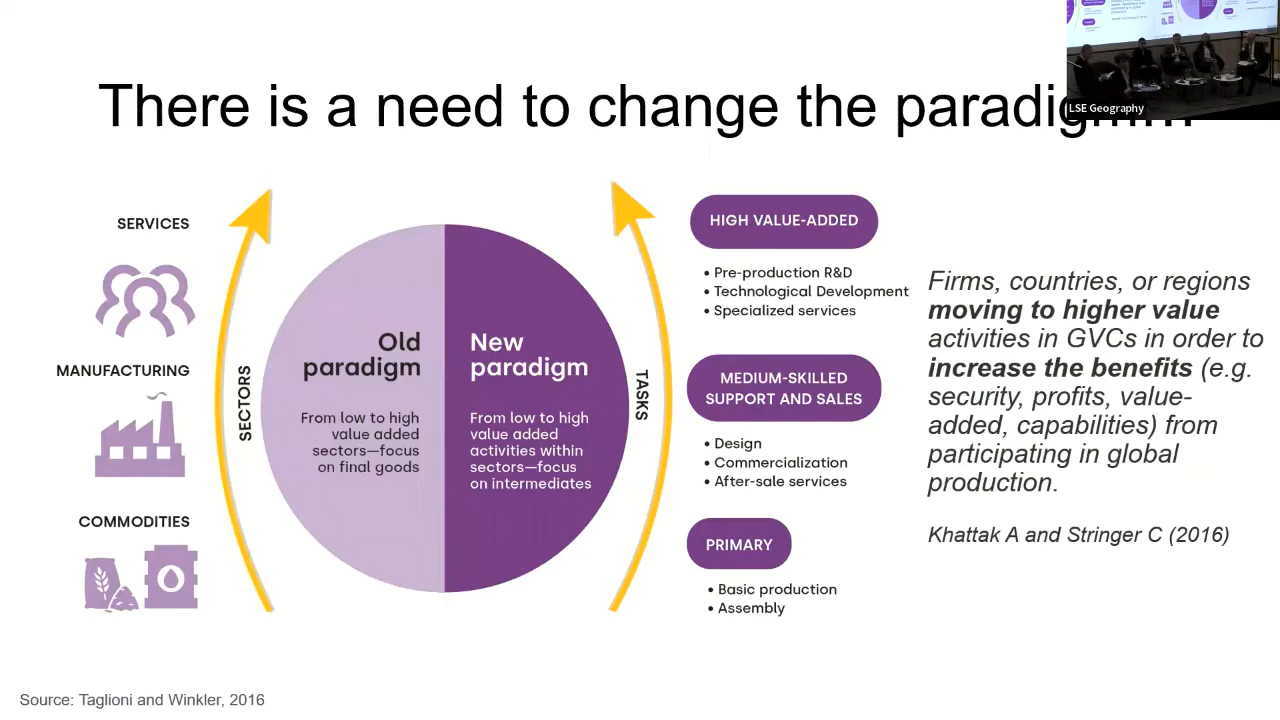 There is a need to change the paradigm...
LSE Geography
SERVICES
MANUFACTURING
COMMODITIES
SECTORS
Old
paradigm
From low to high
value added
sectors—focus
on final goods
New
paradigm
From low to high
value added
activities within
sectors—focus
on intermediates
TASKS
HIGH VALUE-ADDED
• Pre-production R&D
• Technological Development
• Specialized services
MEDIUM-SKILLED
SUPPORT AND SALES
• Design
• Commercialization
• After-sale services
PRIMARY
• Basic production
• Assembly
Firms, countries, or regions
moving to higher value
activities in GVCs in order to
increase the benefits (e.g.
security, profits, value-
added, capabilities) from
participating in global
production.
Khattak A and Stringer C (2016)
Source: Taglioni and Winkler, 2016